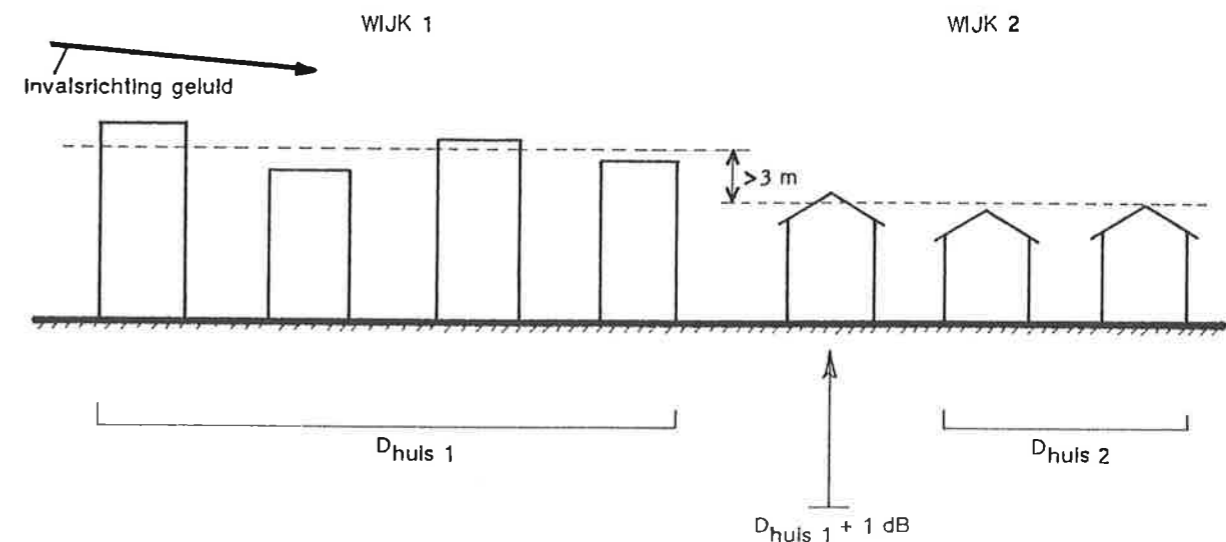 WIJK 1
WIJK 2
invalsrichting geluid
>3 m
Dhuis 1
Dhuis 2
Dhuis 1 + 1 dB